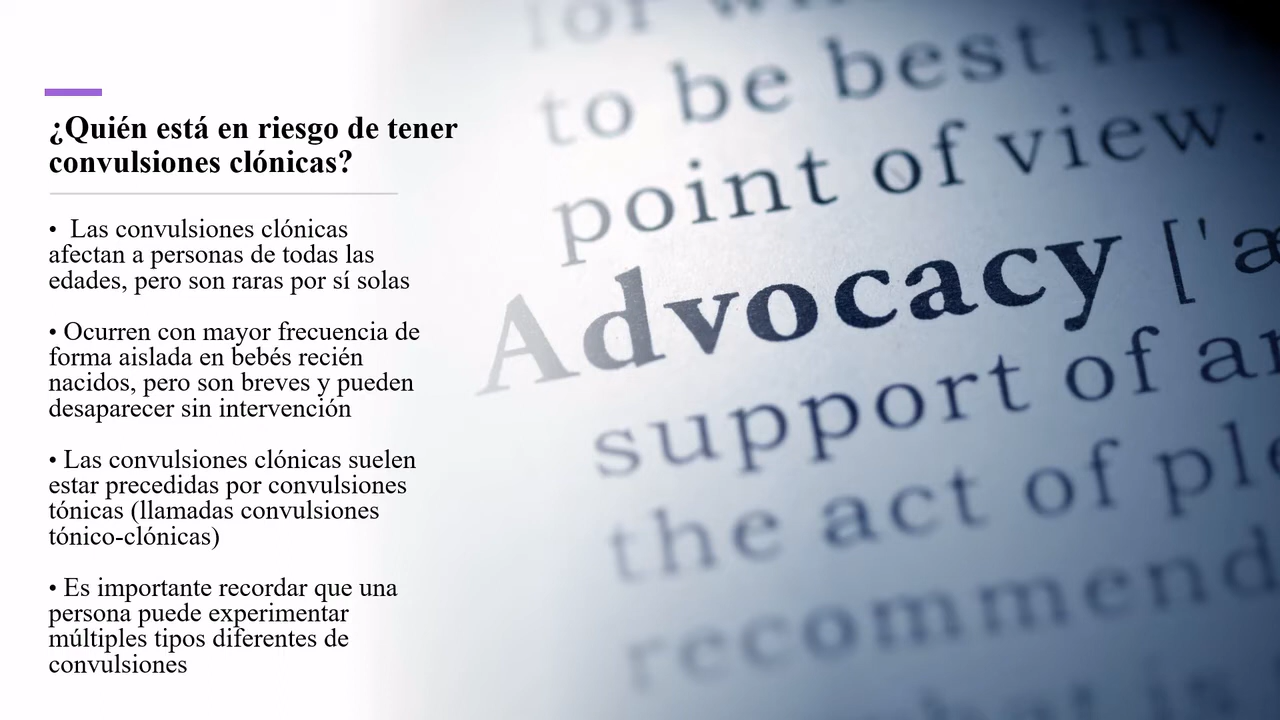 ¿Quién está en riesgo de tener
convulsiones clónicas?
• Las convulsiones clónicas
afectan a personas de todas las
edades, pero son raras por sí solas
• Ocurren con mayor frecuencia de
forma aislada en bebés recién
nacidos, pero son breves y pueden
desaparecer sin intervención
• Las convulsiones clónicas suelen
estar precedidas por convulsiones
tónicas (llamadas convulsiones
tónico-clónicas)
• Es importante recordar que una
persona puede experimentar
múltiples tipos diferentes de
convulsiones
for
to be best in
point of view.
Advocacy ['æ
support of
the act of
recommend